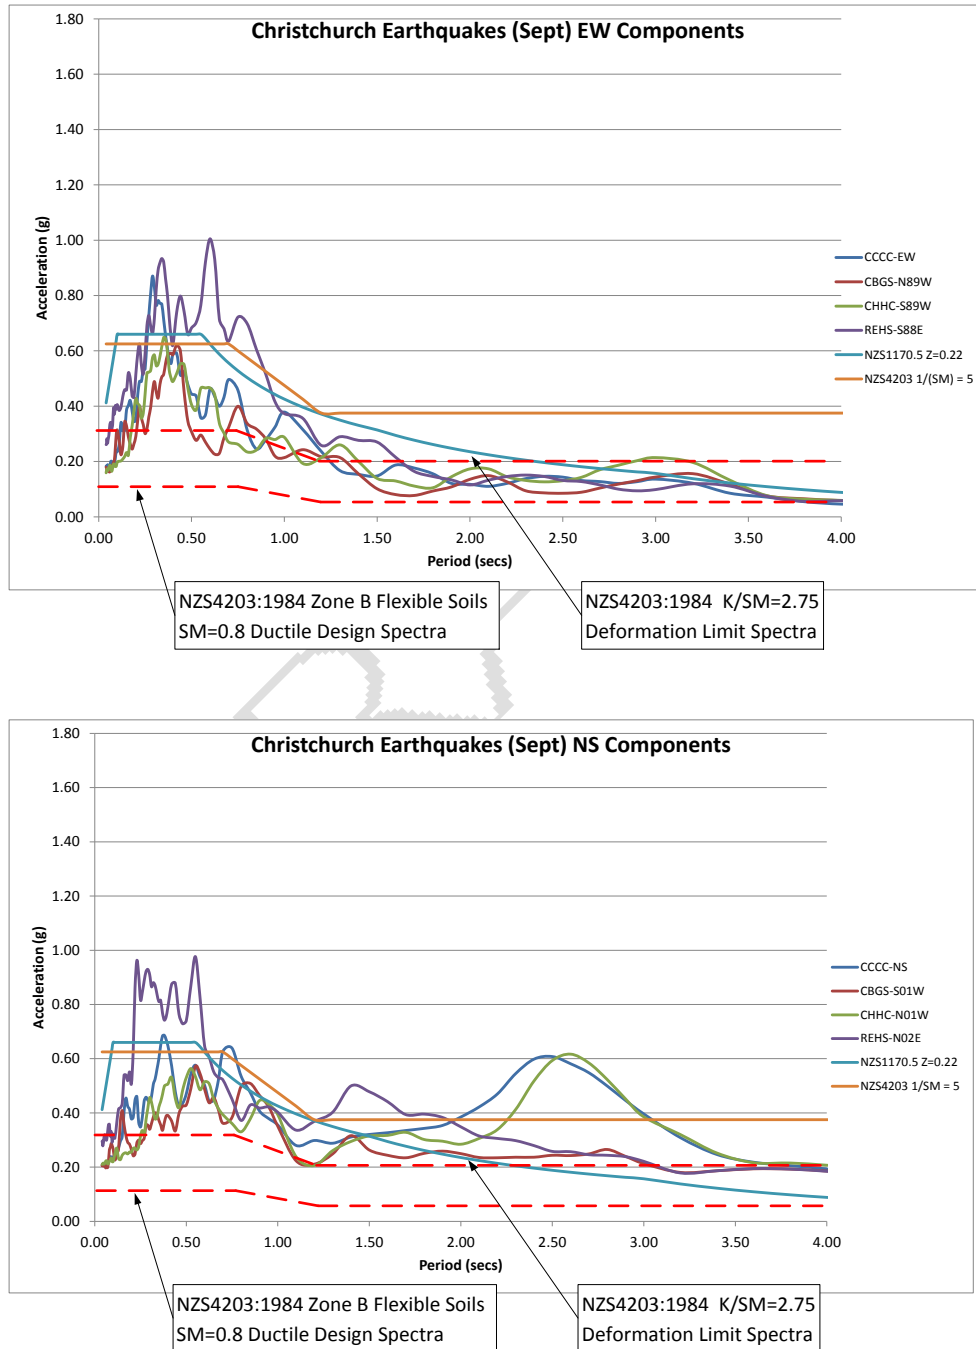 Christchurch Earthquakes (Sept) EW Components
1.80
1.60
1.40
1.20
1.00
0.80
0.60
0.40
0.20
0.00
Acceleration (g)
0.00 0.50 1.00 1.50 2.00 2.50 3.00 3.50 4.00
Period (secs)
CCCC-EW
CBGS-N89W
CHHC-S89W
REHS-S88E
NZS1170.5 Z=0.22
NZS4203 1/(SM) = 5
NZS4203:1984 Zone B Flexible Soils
SM=0.8 Ductile Design Spectra
NZS4203:1984 K/SM=2.75
Deformation Limit Spectra
Christchurch Earthquakes (Sept) NS Components
1.80
1.60
1.40
1.20
1.00
0.80
0.60
0.40
0.20
0.00
Acceleration (g)
0.00 0.50 1.00 1.50 2.00 2.50 3.00 3.50 4.00
Period (secs)
CCCC-NS
CBGS-S01W
CHHC-N01W
REHS-N02E
NZS1170.5 Z=0.22
NZS4203 1/SM = 5
NZS4203:1984 Zone B Flexible Soils
SM=0.8 Ductile Design Spectra
NZS4203:1984 K/SM=2.75
Deformation Limit Spectra